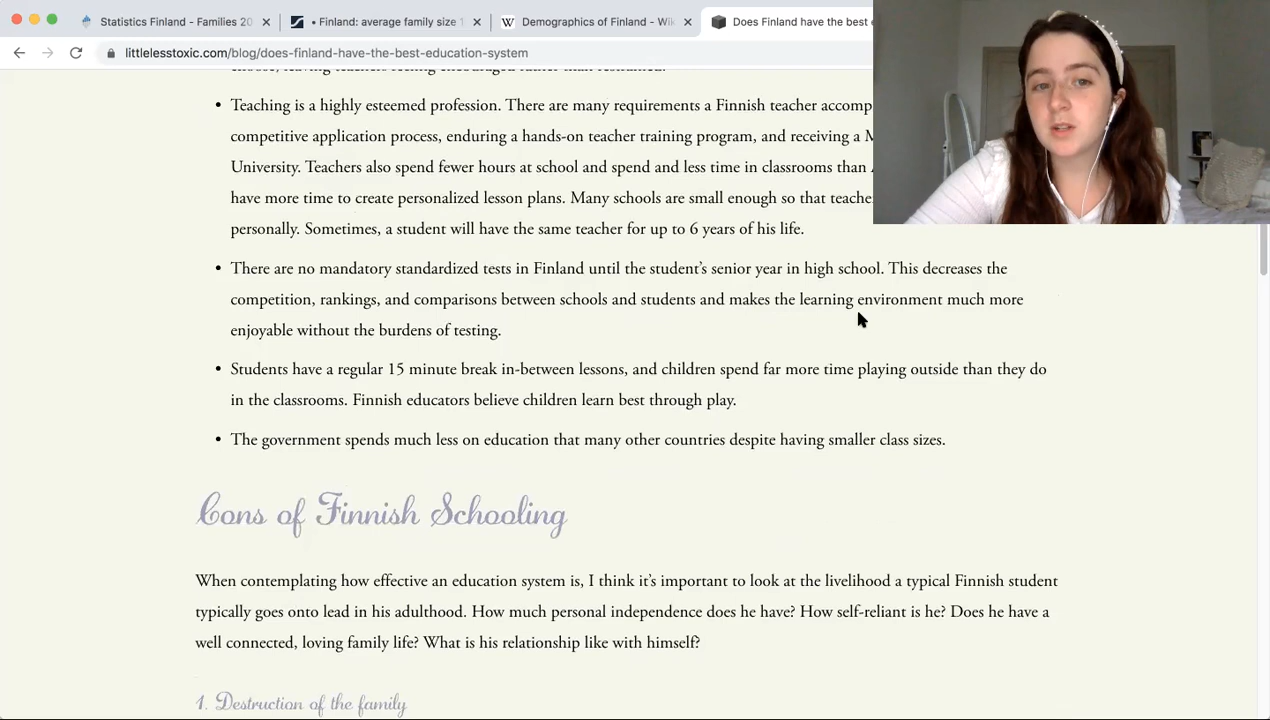 Statistics Finland - Families 20
• Finland: average family size 1
Demographics of Finland - Wik
Does Finland have the best e
littlelesstoxic.com/blog/does-finland-have-the-best-education-system
• Teaching is a highly esteemed profession. There are many requirements a Finnish teacher accomp
competitive application process, enduring a hands-on teacher training program, and receiving a M
University. Teachers also spend fewer hours at school and spend and less time in classrooms than
have more time to create personalized lesson plans. Many schools are small enough so that teache
personally. Sometimes, a student will have the same teacher for up to 6 years of his life.
• There are no mandatory standardized tests in Finland until the student's senior year in high school. This decreases the
competition, rankings, and comparisons between schools and students and makes the learning environment much more
enjoyable without the burdens of testing.
• Students have a regular 15 minute break in-between lessons, and children spend far more time playing outside than they do
in the classrooms. Finnish educators believe children learn best through play.
• The government spends much less on education that many other countries despite having smaller class sizes.
Cons of Finnish Schooling
When contemplating how effective an education system is, I think it's important to look at the livelihood a typical Finnish student
typically goes onto lead in his adulthood. How much personal independence does he have? How self-reliant is he? Does he have a
well connected, loving family life? What is his relationship like with himself?
1. Destruction of the family